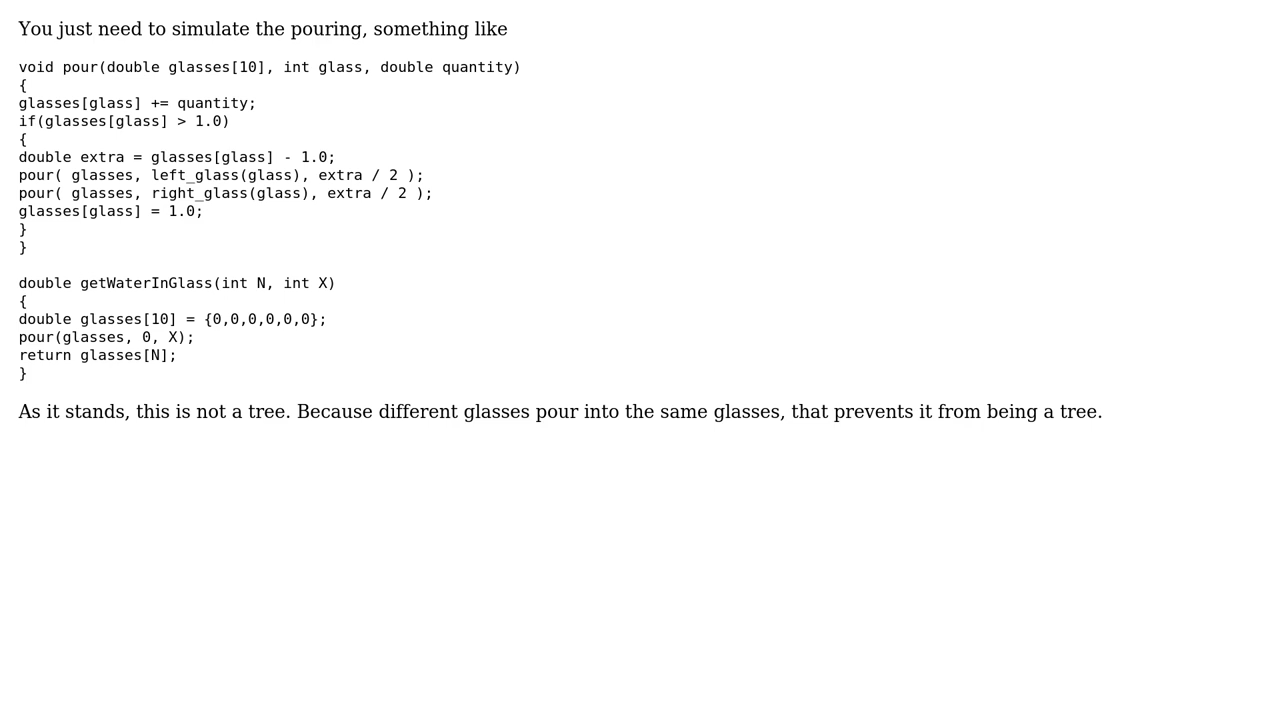 You just need to simulate the pouring, something like
void pour(double glasses[10], int glass, double quantity)
{
glasses[glass] += quantity;
if(glasses[glass] > 1.0)
{
double extra = glasses[glass] - 1.0;
pour( glasses, left_glass(glass), extra / 2 );
pour( glasses, right_glass(glass), extra / 2 );
glasses[glass] = 1.0;
}
}
double getWaterInGlass(int N, int X)
{
double glasses[10] = {0,0,0,0,0,0};
pour(glasses, 0, X);
return glasses[N];
}
As it stands, this is not a tree. Because different glasses pour into the same glasses, that prevents it from being a tree.